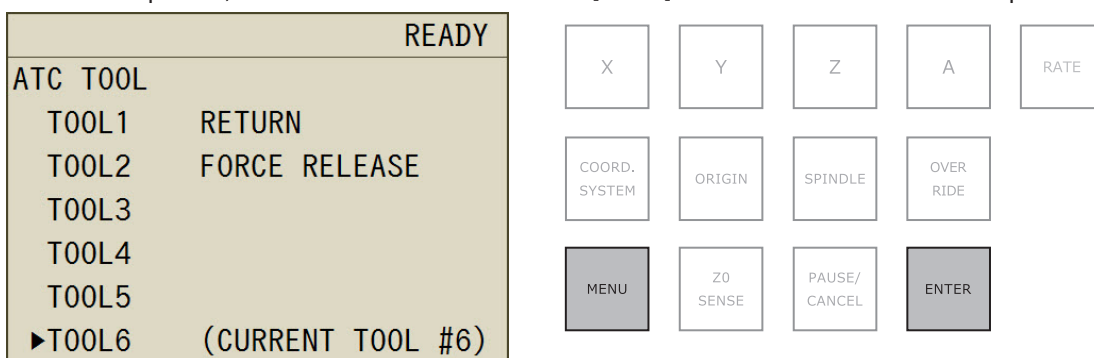 READY
ATC TOOL
TOOL1 RETURN
TOOL2 FORCE RELEASE
TOOL3
TOOL4
TOOL5
▶TOOL6 (CURRENT TOOL #6)
X Y Z A RATE
COORD.
SYSTEM
ORIGIN
SPINDLE
OVER
RIDE
MENU
Z0
SENSE
PAUSE/
CANCEL
ENTER